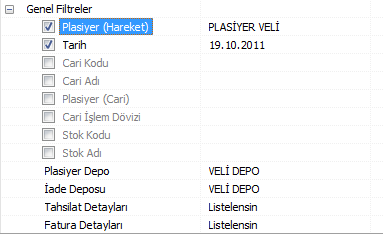 Genel Filtreler
Plasiyer (Hareket) PLASİYER VELİ
Tarih 19.10.2011
Cari Kodu
Cari Adı
Plasiyer (Cari)
Cari İşlem Dövizi
Stok Kodu
Stok Adı
Plasiyer Depo VELİ DEPO
İade Deposu VELİ DEPO
Tahsilat Detayları Listelensin
Fatura Detayları Listelensin